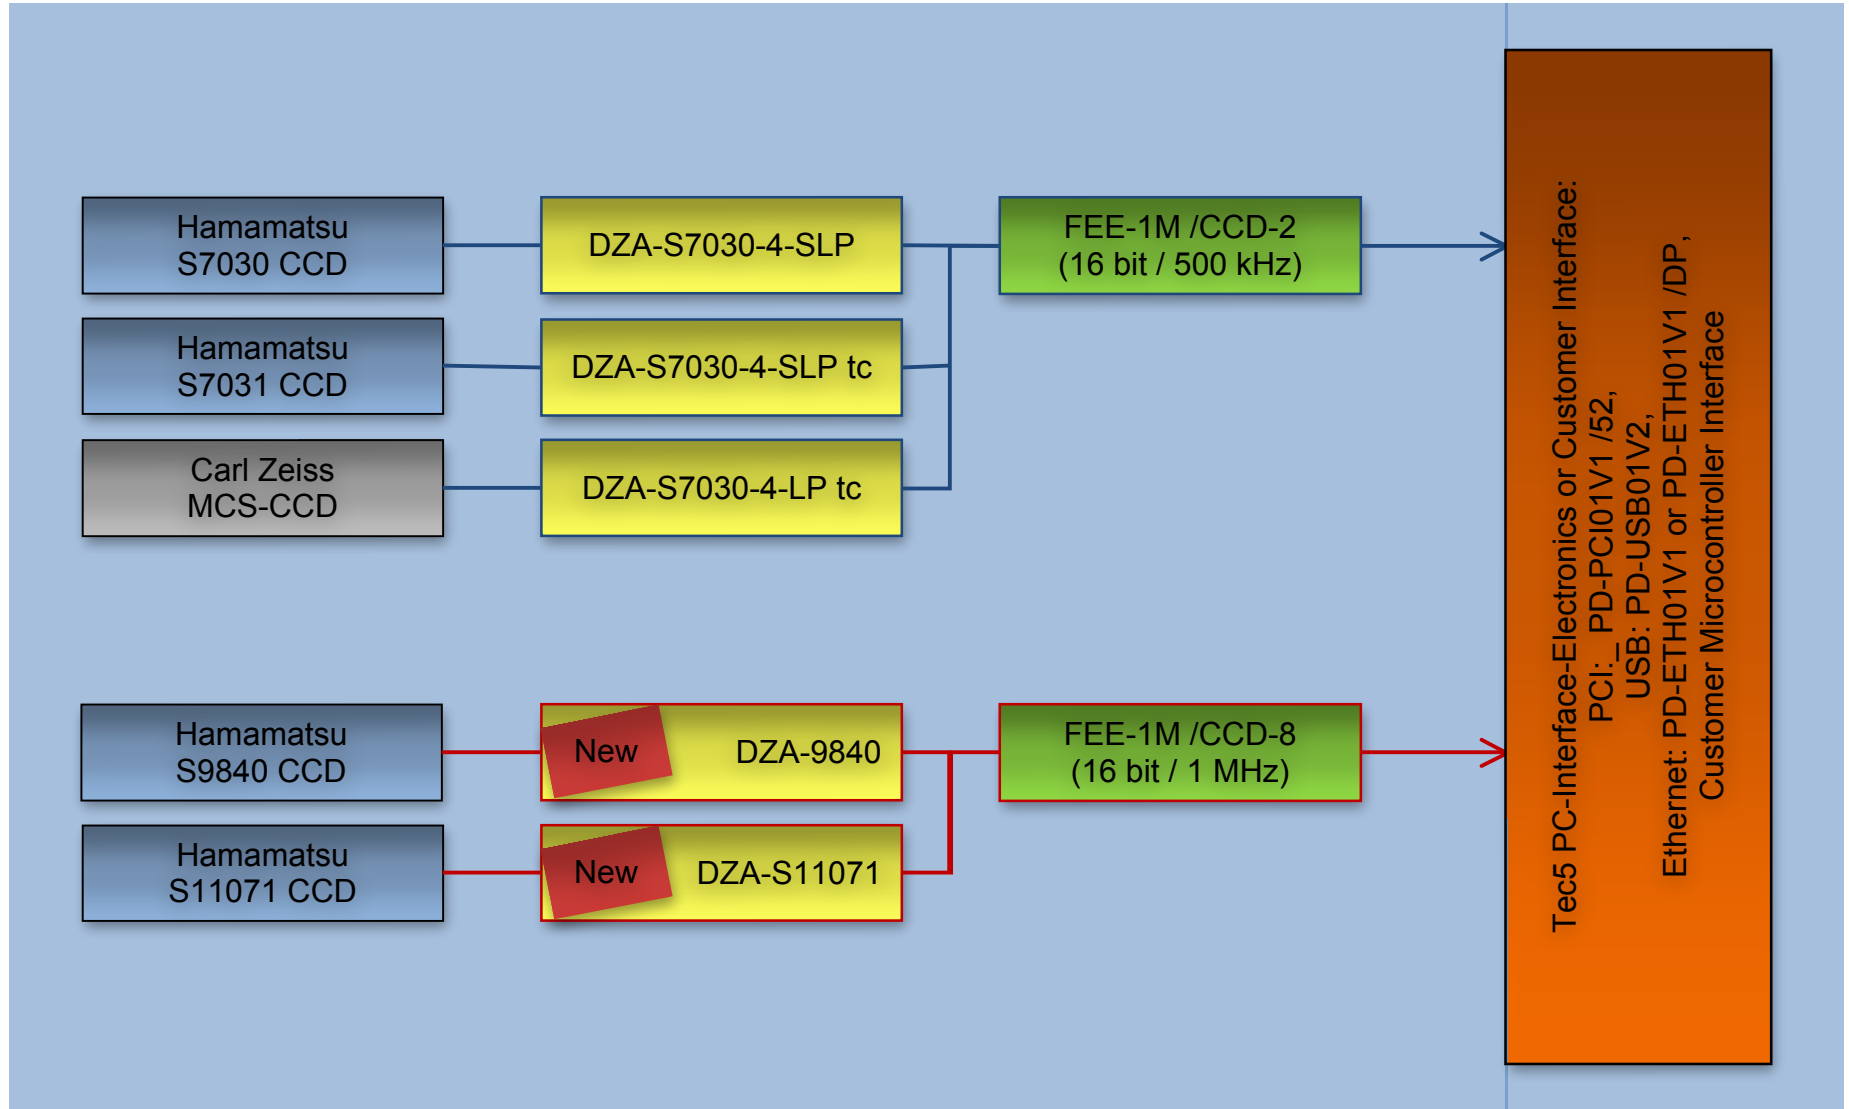 Hamamatsu
S7030 CCD
DZA-S7030-4-SLP
FEE-1M /CCD-2
(16 bit / 500 kHz)
Hamamatsu
S7031 CCD
DZA-S7030-4-SLP tc
Carl Zeiss
MCS-CCD
DZA-S7030-4-LP tc
Hamamatsu
S9840 CCD
New
DZA-9840
FEE-1M /CCD-8
(16 bit / 1 MHz)
Hamamatsu
S11071 CCD
New
DZA-S11071
Tec5 PC-Interface-Electronics or Customer Interface:
PCI:_ PD-PCI01V1 /52,
USB: PD-USB01V2,
Ethernet: PD-ETH01V1 or PD-ETH01V1 /DP,
Customer Microcontroller Interface